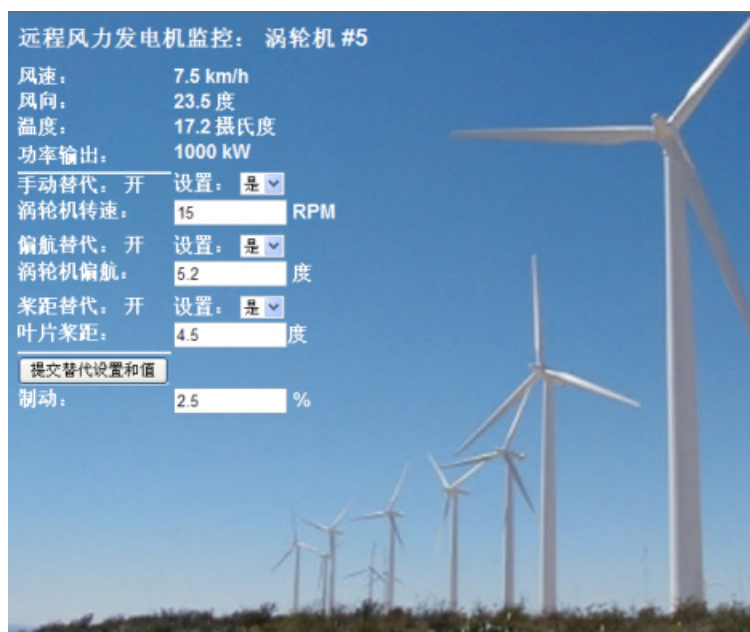 远程风力发电机监控： 涡轮机 #5
风速： 7.5 km/h
风向： 23.5 度
温度： 17.2 摄氏度
功率输出： 1000 kW
手动替代： 开 设置： 是
涡轮机转速： 15 RPM
偏航替代： 开 设置： 是
涡轮机偏航： 5.2 度
桨距替代： 开 设置： 是
叶片桨距： 4.5 度
提交替代设置和值
制动： 2.5 %